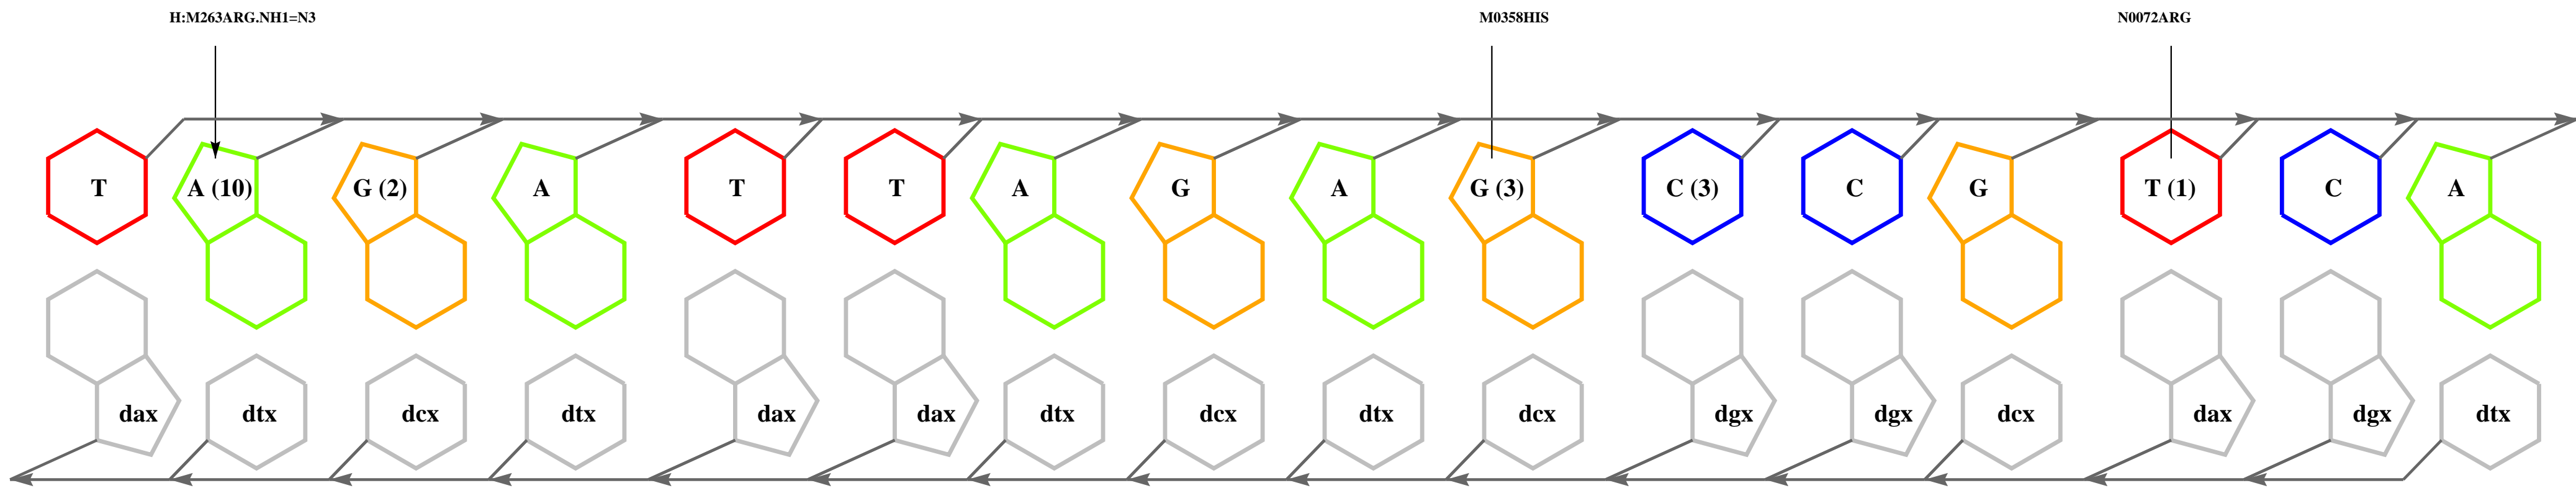 H:M263ARG.NH1=N3 M0358HIS N0072ARG
T A (10) G (2) A T T A G A G (3) C (3) C G T (1) C A
dax dtx dcx dtx dax dax dtx dcx dtx dcx dgx dgx dcx dax dgx dtx